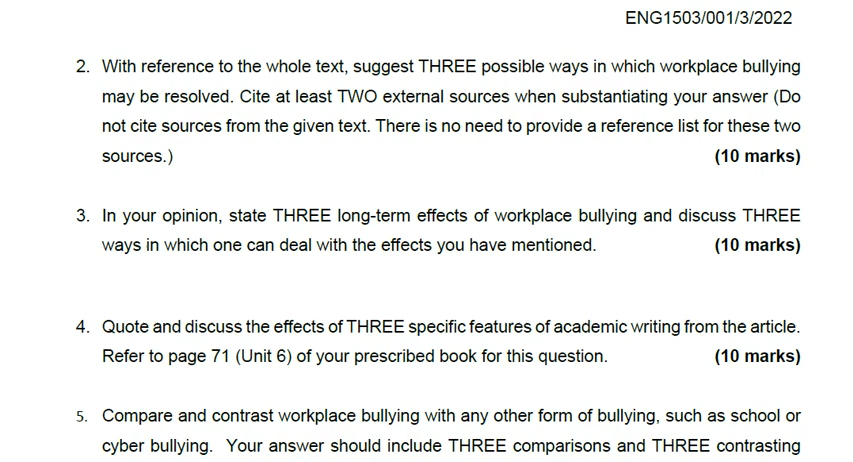 ENG1503/001/3/2022
2. With reference to the whole text, suggest THREE possible ways in which workplace bullying
may be resolved. Cite at least TWO external sources when substantiating your answer (Do
not cite sources from the given text. There is no need to provide a reference list for these two
sources.) (10 marks)
3. In your opinion, state THREE long-term effects of workplace bullying and discuss THREE
ways in which one can deal with the effects you have mentioned. (10 marks)
4. Quote and discuss the effects of THREE specific features of academic writing from the article.
Refer to page 71 (Unit 6) of your prescribed book for this question. (10 marks)
5. Compare and contrast workplace bullying with any other form of bullying, such as school or
cyber bullying. Your answer should include THREE comparisons and THREE contrasting